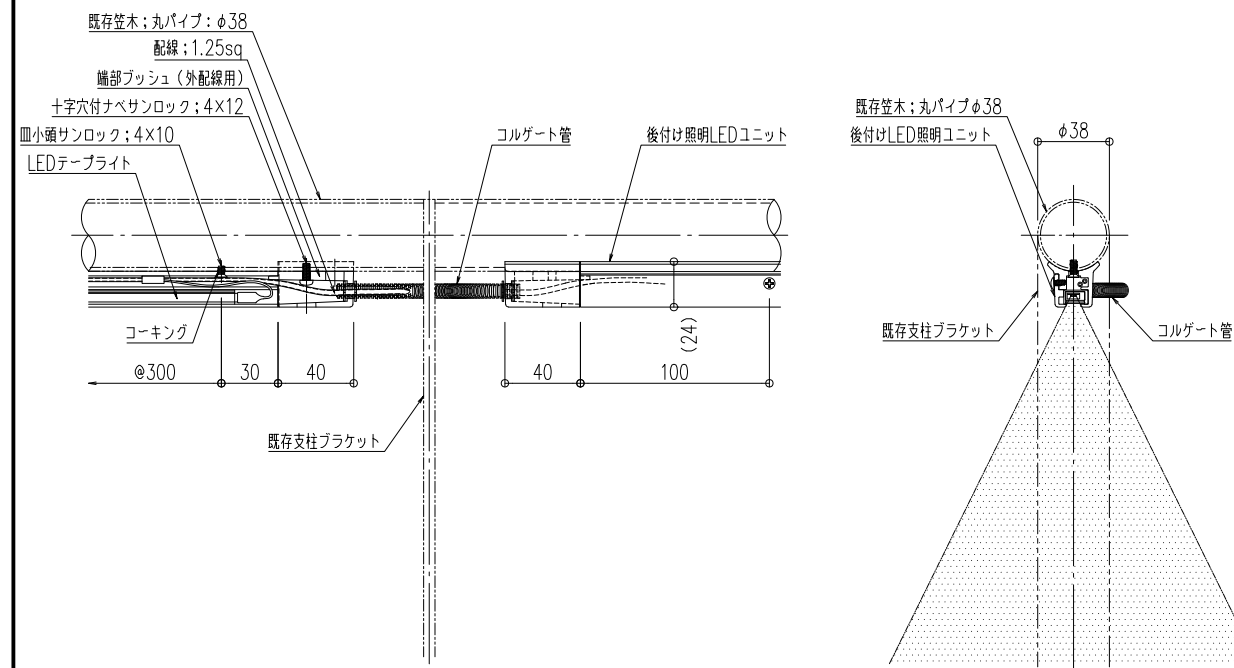 既存笠木；丸パイプ：φ38
配線；1.25sq
端部ブッシュ（外配線用）
十字穴付ナベサンロック；4×12
皿小頭サンロック；4×10
LEDテープライト
コルゲート管
後付け照明LEDユニット
コーキング
@300
30
40
40
100
(24)
既存支柱ブラケット
既存笠木；丸パイプφ38
後付けLED照明ユニット
φ38
既存支柱ブラケット
コルゲート管